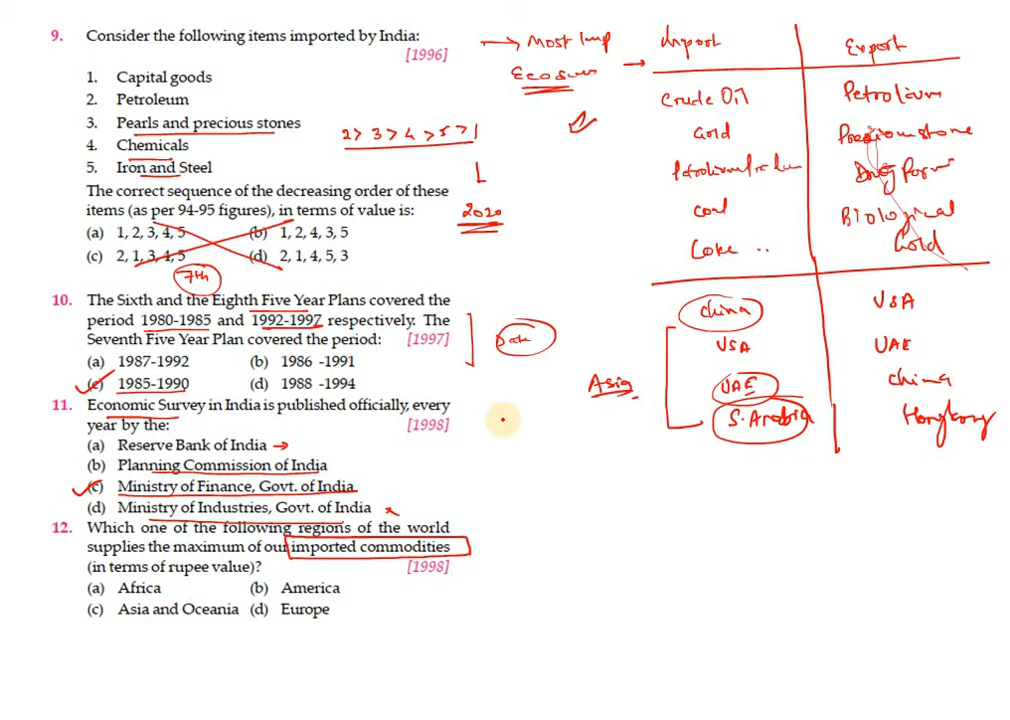 9. Consider the following items imported by India:
[1996]
1. Capital goods
2. Petroleum
3. Pearls and precious stones
4. Chemicals
5. Iron and Steel
The correct sequence of the decreasing order of these
items (as per 94-95 figures), in terms of value is:
(a) 1, 2, 3, 4, 5 (b) 1, 2, 4, 3, 5
(c) 2, 1, 3, 4, 5 (d) 2, 1, 4, 5, 3
7th
10. The Sixth and the Eighth Five Year Plans covered the
period 1980-1985 and 1992-1997 respectively. The
Seventh Five Year Plan covered the period: [1997]
(a) 1987-1992 (b) 1986 -1991
(c) 1985-1990 (d) 1988 -1994
11. Economic Survey in India is published officially, every
year by the: [1998]
(a) Reserve Bank of India
(b) Planning Commission of India
(c) Ministry of Finance, Govt. of India
(d) Ministry of Industries, Govt. of India
12. Which one of the following regions of the world
supplies the maximum of our imported commodities
(in terms of rupee value)? [1998]
(a) Africa (b) America
(c) Asia and Oceania (d) Europe
Most Imp
2 > 3 > 4 > 5 > 1
2020
Date
Import Export
Crude Oil Petrolium
Gold Precious stone
coal Biological
Coke .. Gold
China USA
USA UAE
UAE China
Asia
S. Arabia Hongkong